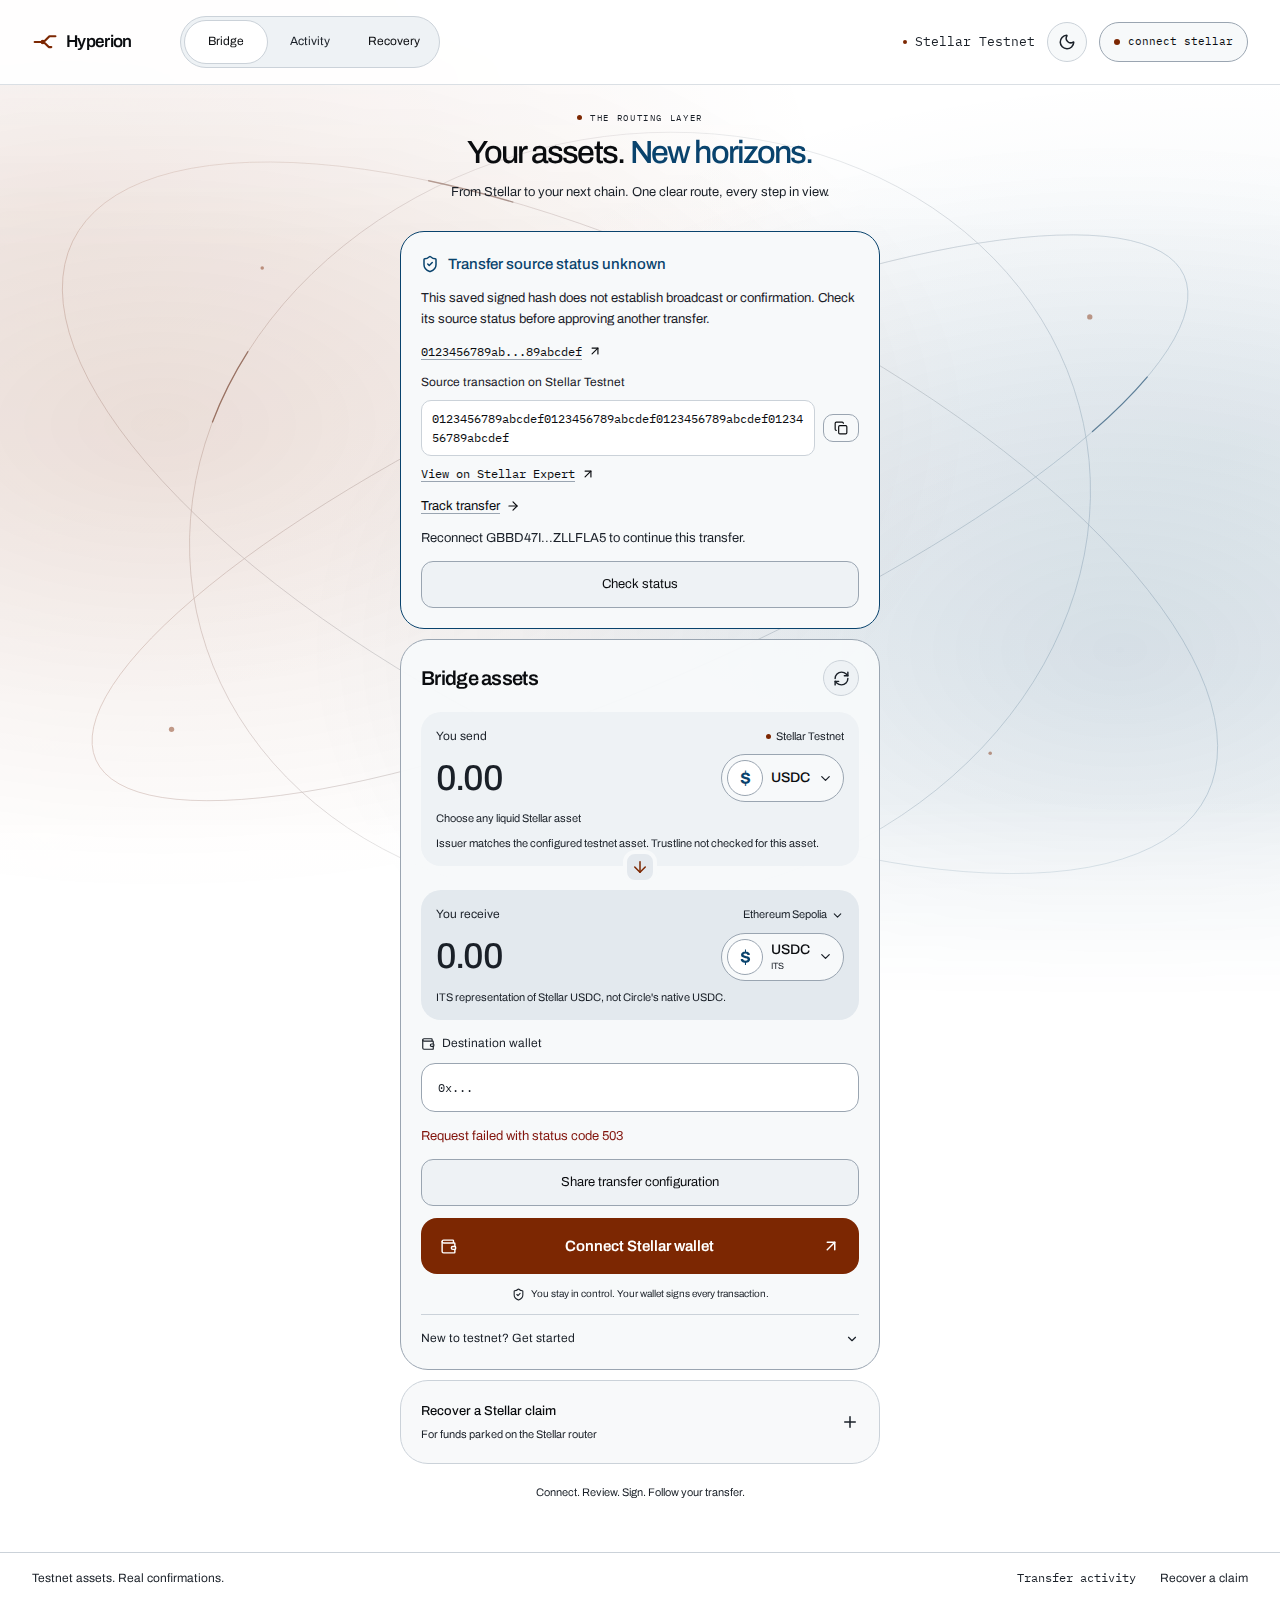 Hyperion
Bridge
Activity
Recovery
Stellar Testnet
connect stellar
THE ROUTING LAYER
Your assets. New horizons.
From Stellar to your next chain. One clear route, every step in view.
Transfer source status unknown
This saved signed hash does not establish broadcast or confirmation. Check
its source status before approving another transfer.
0123456789ab...89abcdef
Source transaction on Stellar Testnet
0123456789abcdef0123456789abcdef0123456789abcdef01234
56789abcdef
View on Stellar Expert
Track transfer
Reconnect GBBD47I...ZLLFLA5 to continue this transfer.
Check status
Bridge assets
You send
Stellar Testnet
0.00
$ USDC
Choose any liquid Stellar asset
Issuer matches the configured testnet asset. Trustline not checked for this asset.
You receive
Ethereum Sepolia
0.00
$ USDC
ITS
ITS representation of Stellar USDC, not Circle's native USDC.
Destination wallet
0x...
Request failed with status code 503
Share transfer configuration
Connect Stellar wallet
You stay in control. Your wallet signs every transaction.
New to testnet? Get started
Recover a Stellar claim
For funds parked on the Stellar router
Connect. Review. Sign. Follow your transfer.
Testnet assets. Real confirmations.
Transfer activity
Recover a claim